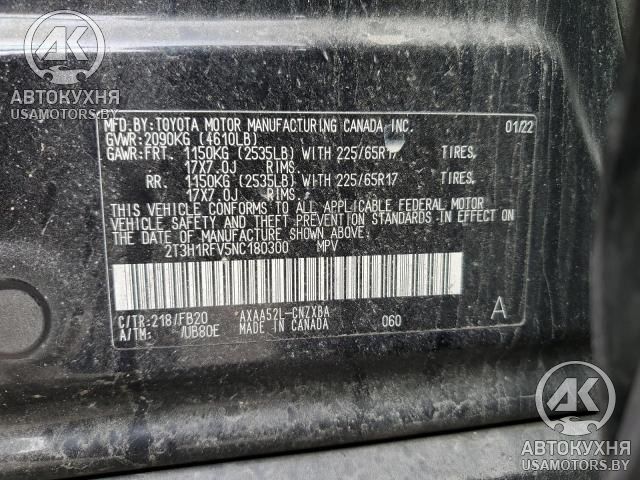 АВТОКУХНЯ
USAMOTORS.BY
MFD.BY:TOYOTA MOTOR MANUFACTURING CANADA INC. 01/22
GVWR:2090KG (4610LB)
GAWR:FRT. 1150KG (2535LB) WITH 225/65R17 TIRES,
17X7.0J RIMS.
RR. 1150KG (2535LB) WITH 225/65R17 TIRES,
17X7.0J RIMS.
THIS VEHICLE CONFORMS TO ALL APPLICABLE FEDERAL MOTOR
VEHICLE SAFETY AND THEFT PREVENTION STANDARDS IN EFFECT ON
THE DATE OF MANUFACTURE SHOWN ABOVE.
2T3H1RFV5NC180300 MPV
C/TR:218/FB20 AXAA52L-CNZXBA A
A/TM: -/UB80E MADE IN CANADA 060
АК
АВТОКУХНЯ
USAMOTORS.BY